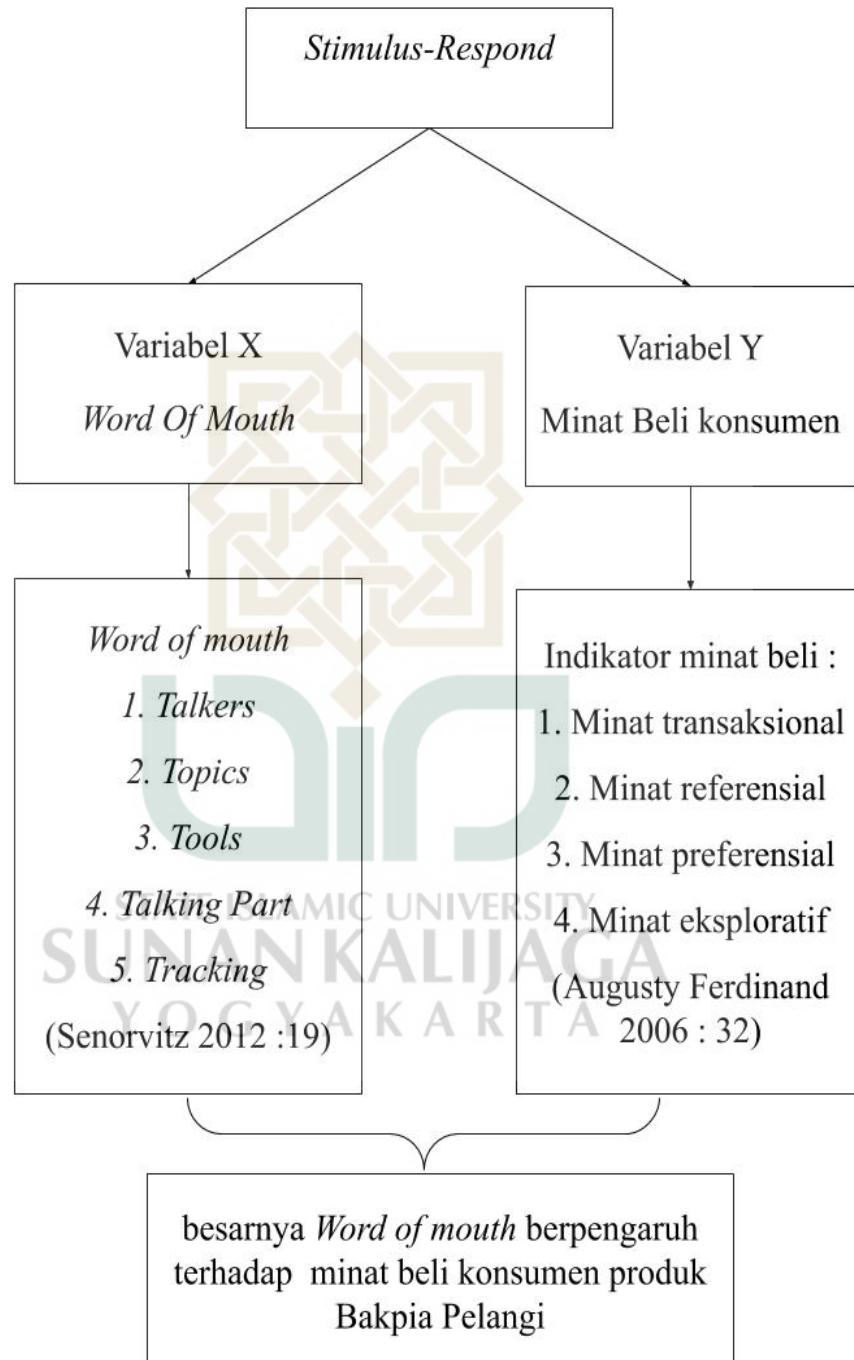 Stimulus-Respond
Variabel X
Word Of Mouth
Variabel Y
Minat Beli konsumen
Word of mouth
1. Talkers
2. Topics
3. Tools
4. Talking Part
5. Tracking
(Senorvitz 2012 :19)
Indikator minat beli :
1. Minat transaksional
2. Minat referensial
3. Minat preferensial
4. Minat eksploratif
(Augusty Ferdinand
2006 : 32)
STATE ISLAMIC UNIVERSITY
SUNAN KALIJAGA
YOGYAKARTA
besarnya Word of mouth berpengaruh
terhadap minat beli konsumen produk
Bakpia Pelangi